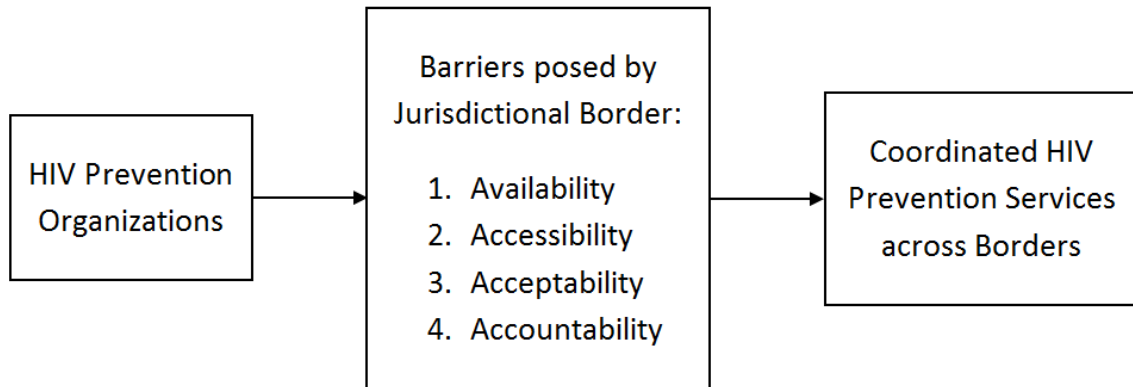 HIV Prevention
Organizations
Barriers posed by
Jurisdictional Border:
1. Availability
2. Accessibility
3. Acceptability
4. Accountability
Coordinated HIV
Prevention Services
across Borders